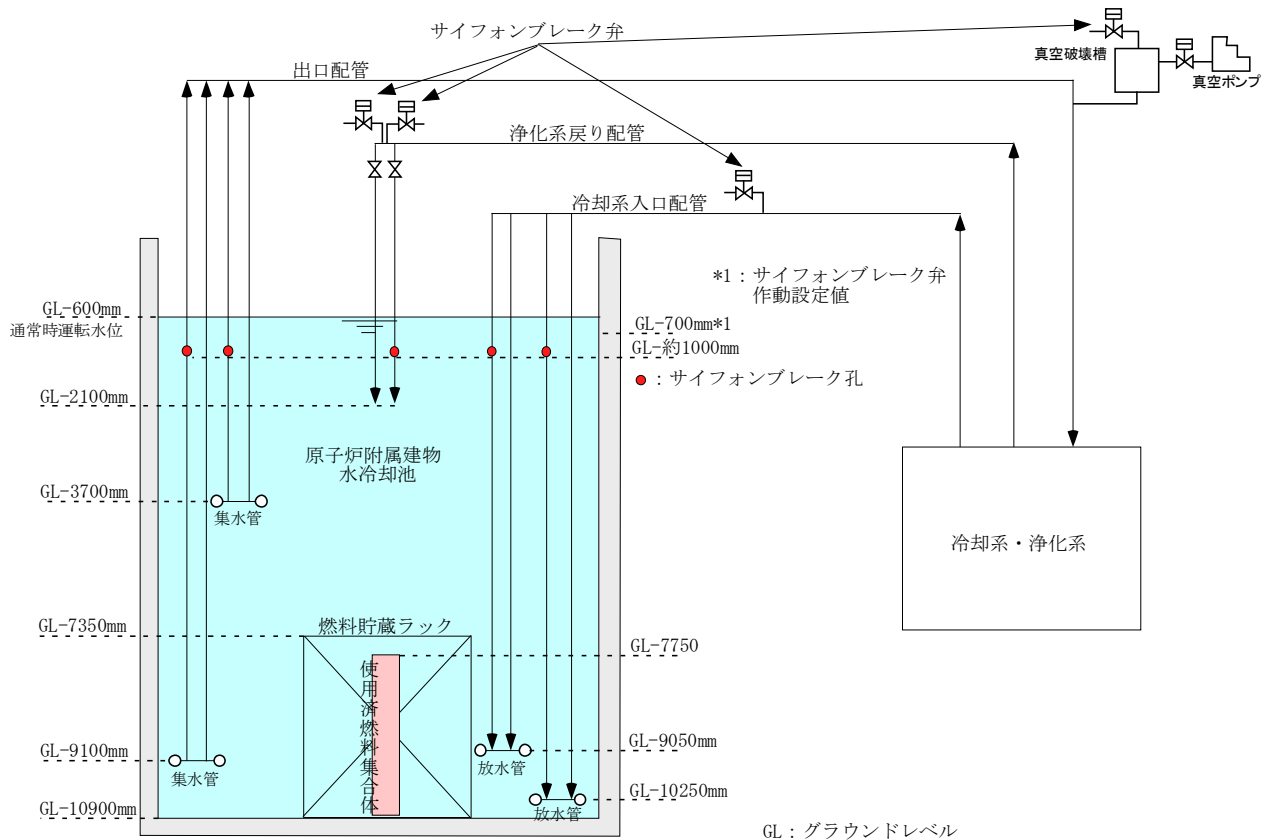 サイフォンブレーク弁
真空破壊槽
真空ポンプ
出口配管
浄化系戻り配管
冷却系入口配管
*1：サイフォンブレーク弁
作動設定値
GL-600mm
通常時運転水位
GL-700mm*1
GL-約1000mm
●：サイフォンブレーク孔
GL-2100mm
原子炉附属建物
水冷却池
GL-3700mm
集水管
冷却系・浄化系
GL-7350mm
燃料貯蔵ラック
GL-7750
使用済燃料集合体
GL-9100mm
集水管
GL-9050mm
放水管
GL-10250mm
放水管
GL-10900mm
GL：グラウンドレベル